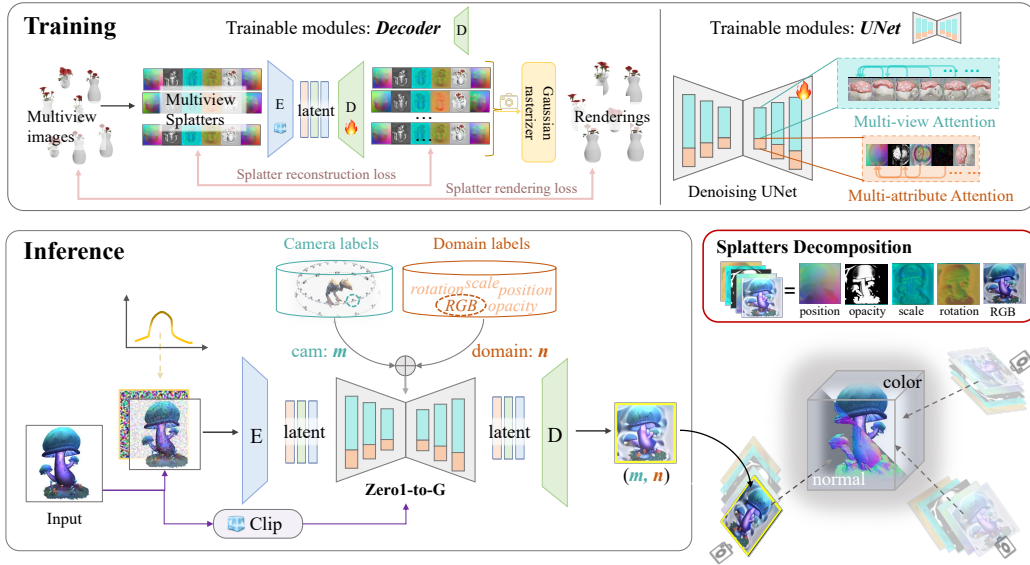 Training
Trainable modules: Decoder
D
Trainable modules: UNet
Multiview
images
Multiview
Splatters
E
latent
D
...
...
Gaussian
rasterizer
Renderings
Splatter reconstruction loss
Splatter rendering loss
Denoising UNet
Multi-view Attention
Multi-attribute Attention
Inference
Camera labels
Domain labels
rotation scale position
RGB opacity
cam: m
domain: n
E
latent
latent
D
Zero1-to-G
Input
Clip
(m, n)
Splatters Decomposition
=
position opacity scale rotation RGB
color
normal